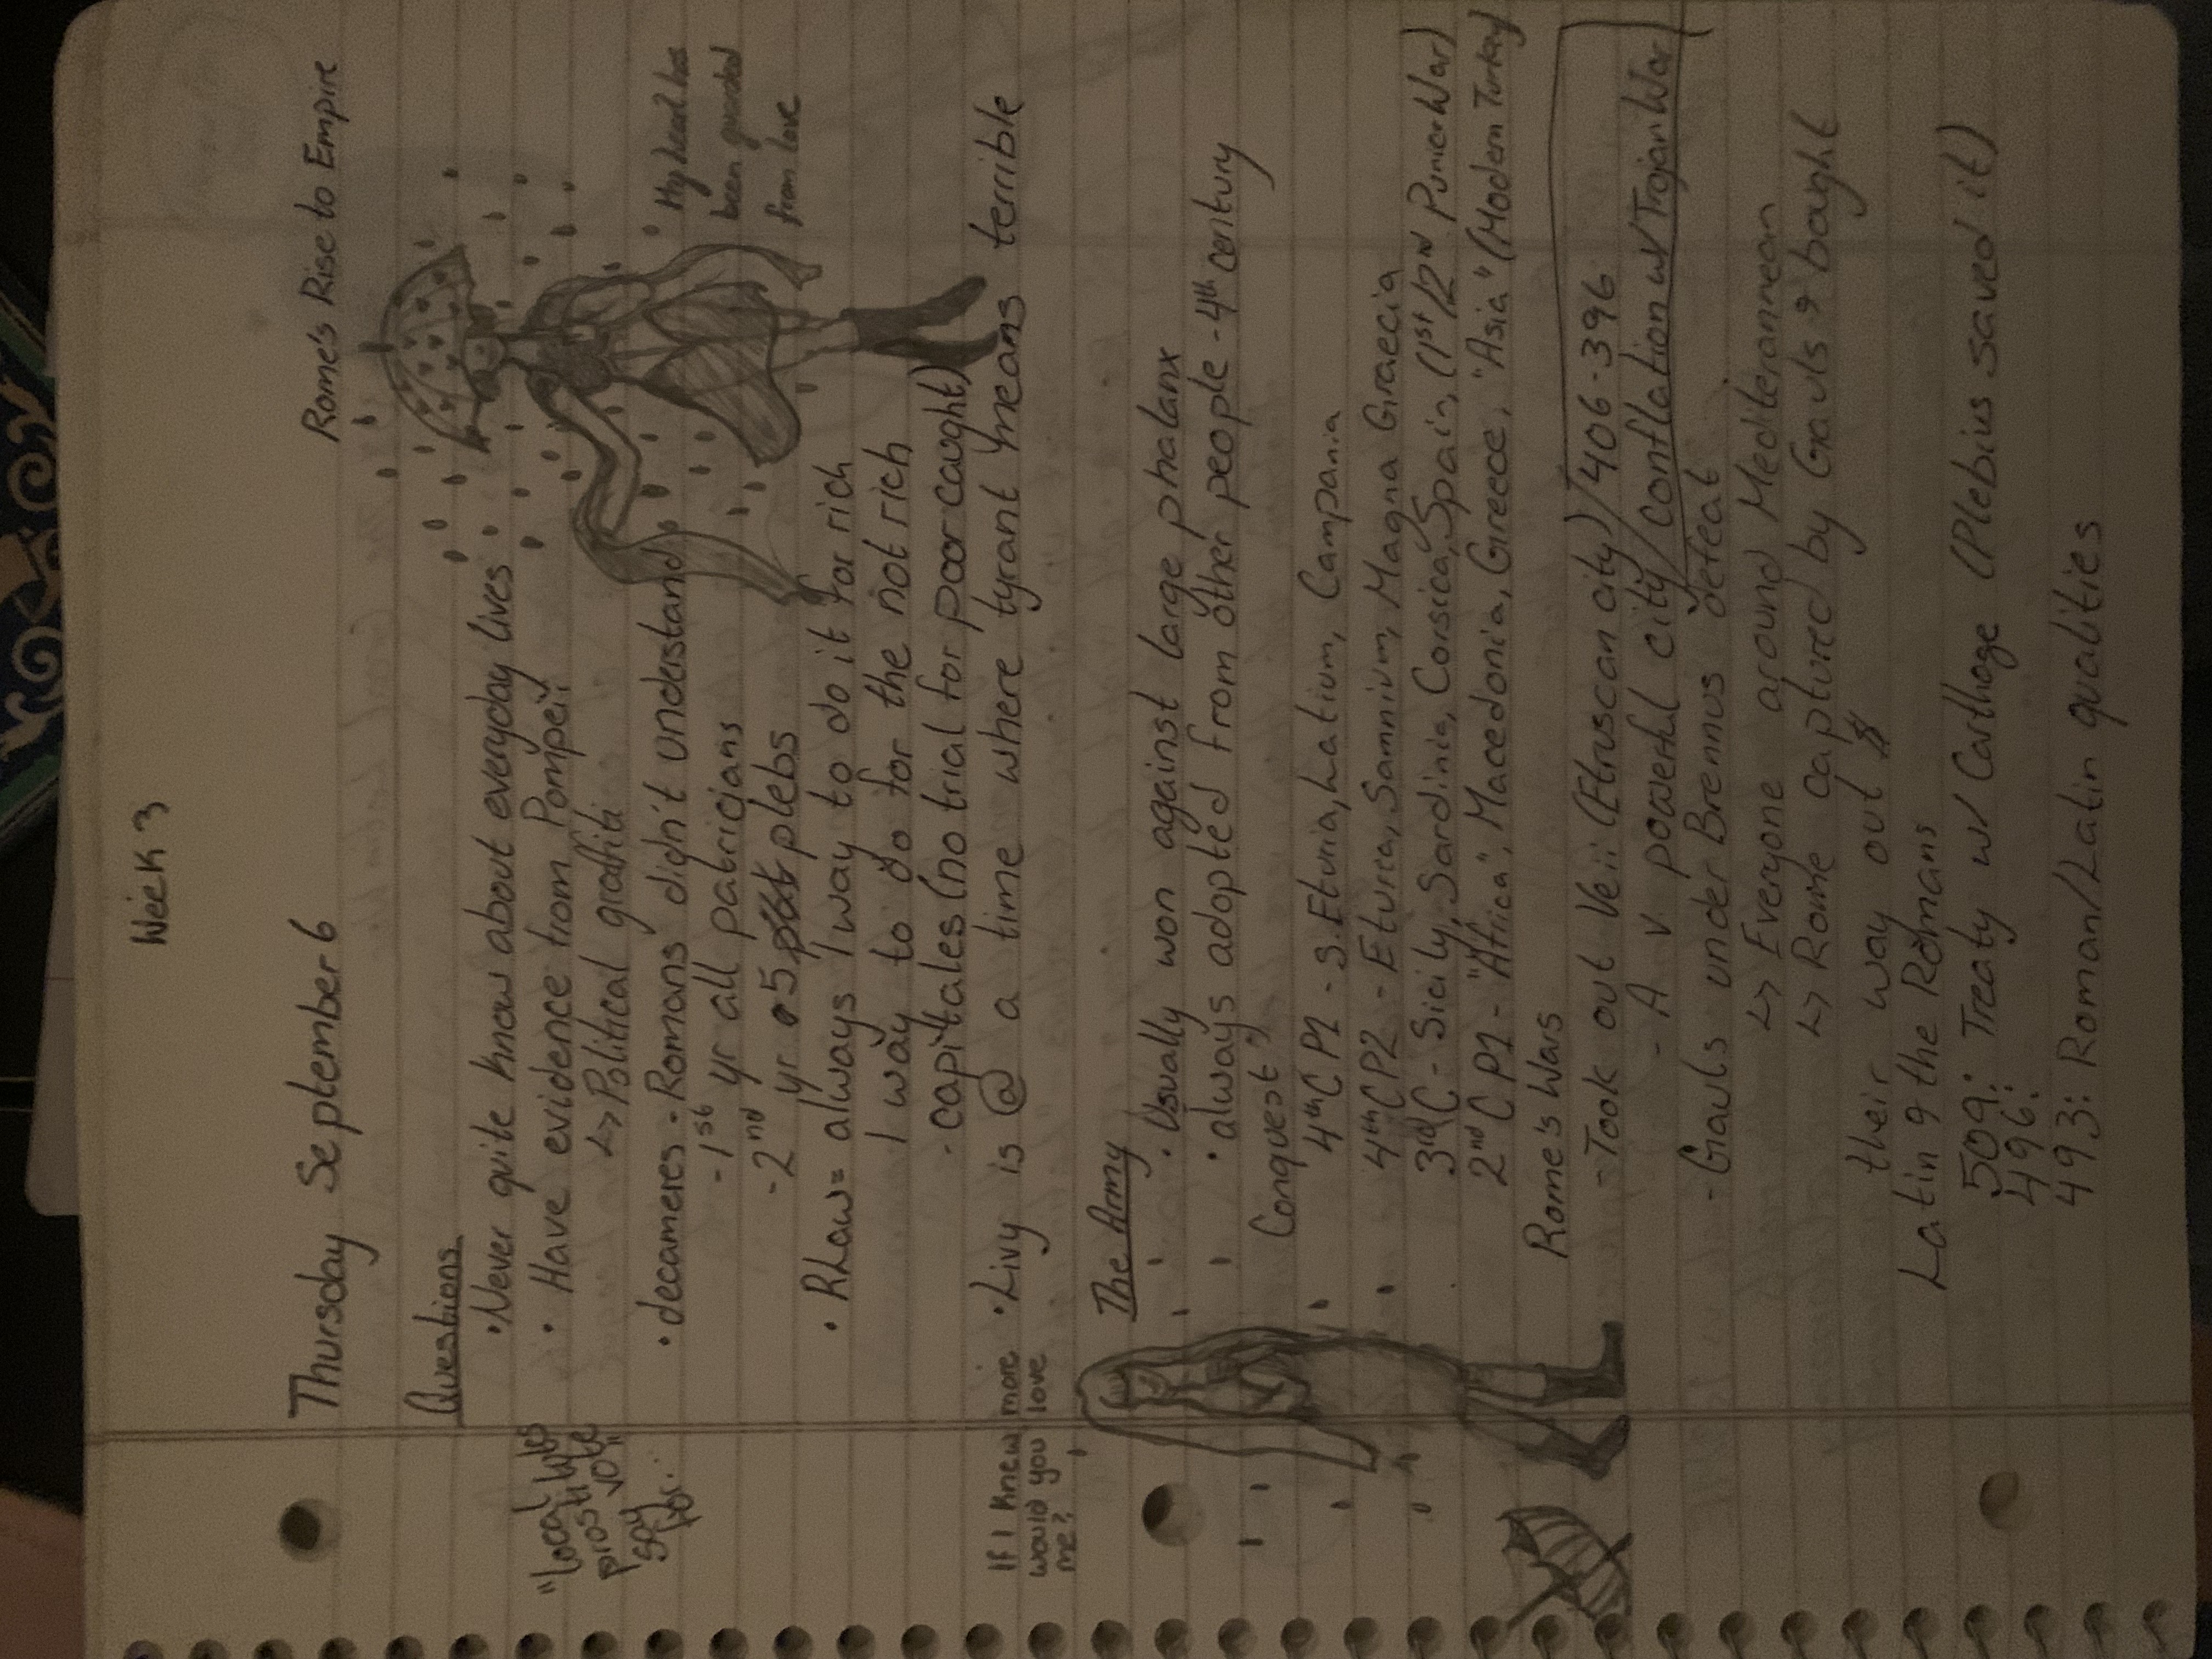 Week 3
Thursday September 6
Rome's Rise to Empire
Questions
•Never quite know about everyday lives
• Have evidence from Pompeii
↳Political graffiti
"local
prostitutes
say vote
for..."
•decameres - Romans didn't understand
-1st yr all patricians
-2nd yr 5 plebs
• RLaw= always 1 way to do it for rich
1 way to do for the not rich
- capitales (no trial for poor caught)
•Livy is @ a time where tyrant means terrible
My heart has
been guarded
from love
If I knew more
would you love
me?
The Army
•Usually won against large phalanx
•always adopted from other people -4th century
Conquest
4thC P1 - S. Eturia, Latium, Campania
4thC P2 - Eturia, Samnium, Magna Graecia
3rdC - Sicily, Sardinia, Corsica, Spain, (1st/2nd Punic War)
2ndC P1 - "Africa", Macedonia, Greece, "Asia" (Modern Turkey)
Rome's Wars
-Took out Veii (Etruscan city) / 406-396
- A v. powerful city / conflation w/ Trojan War
-Gauls under Brennus defeat
↳ Everyone around Mediterannean
↳ Rome captured by Gauls & bought
their way out $
Latin & the Romans
509: Treaty w/ Carthage (Plebius saved it)
496:
493: Roman/Latin qualities